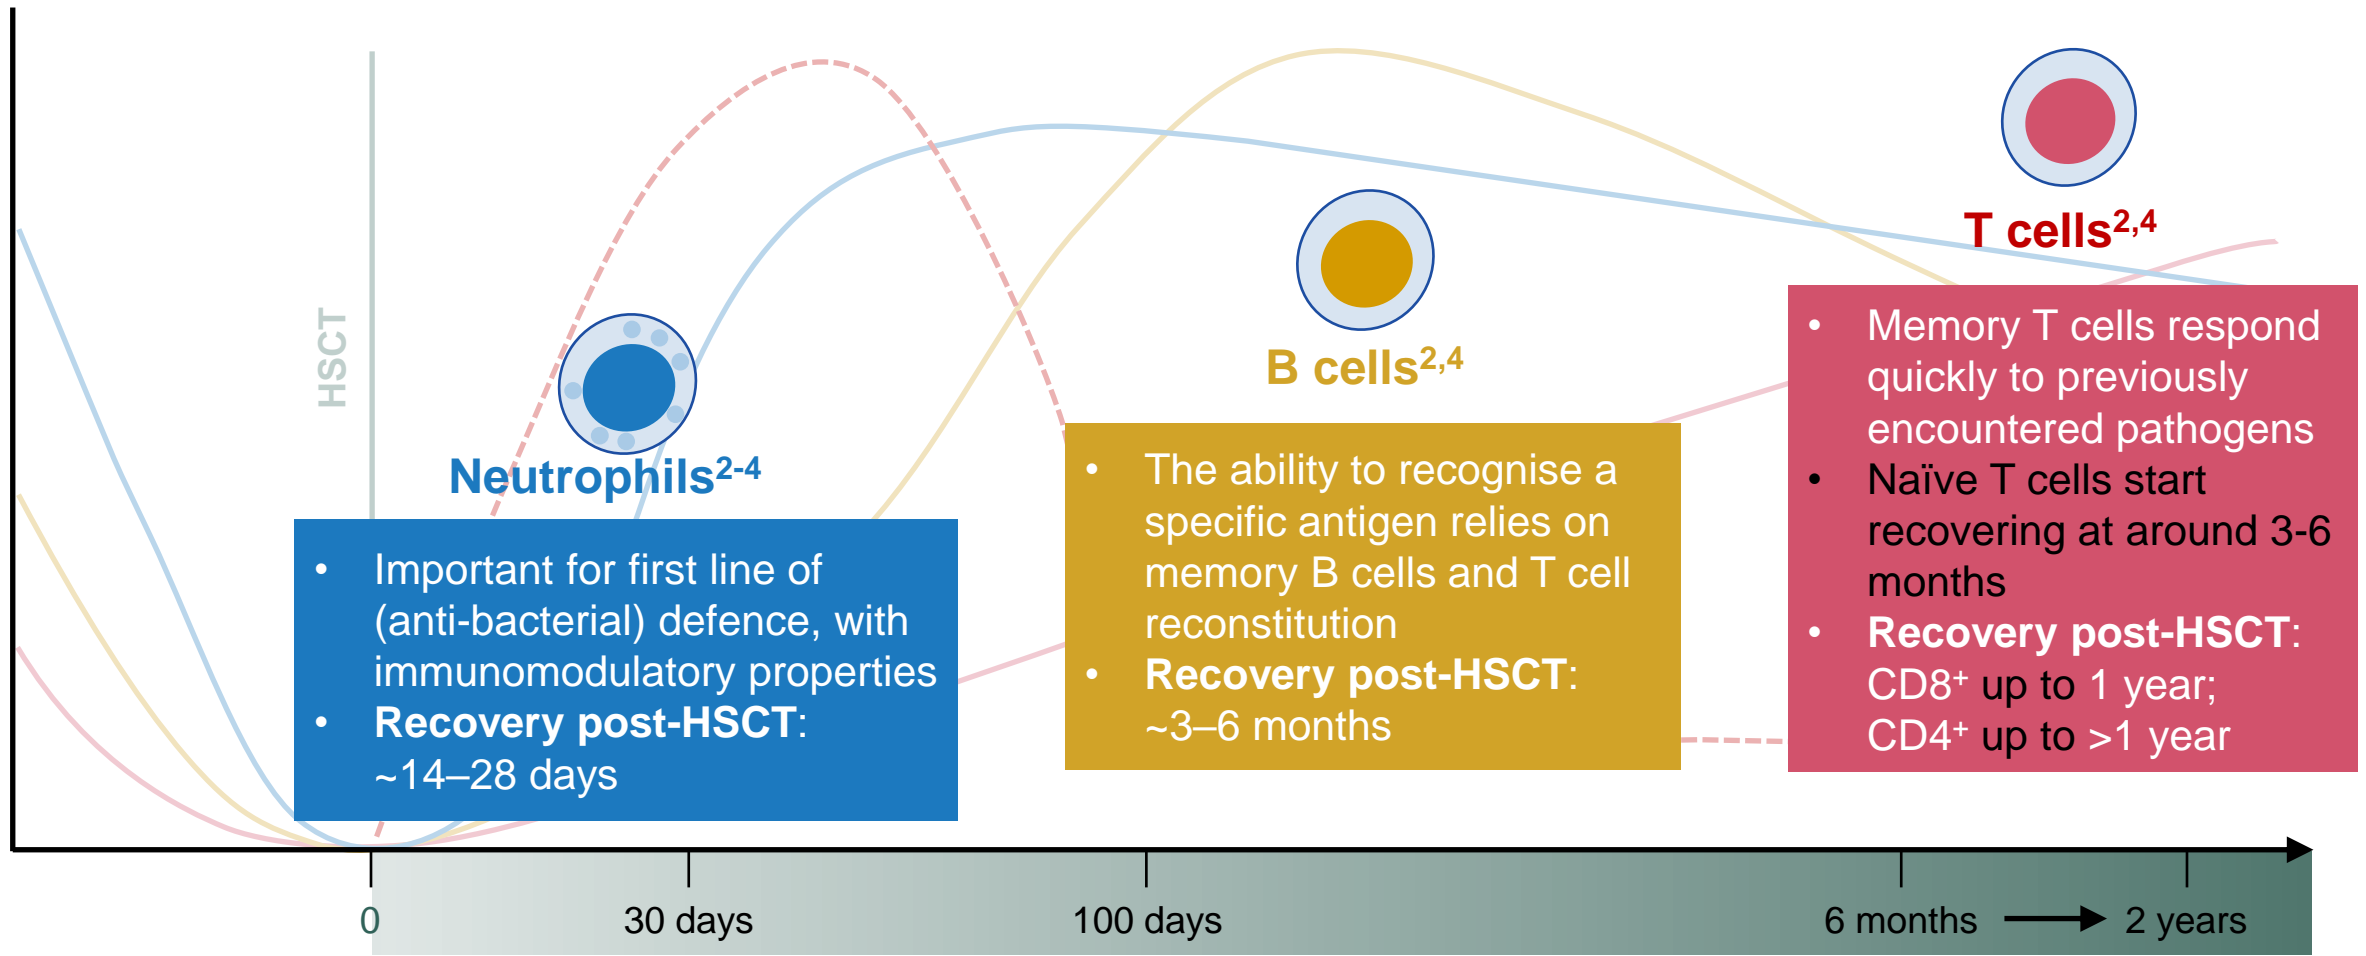 HSCT
Neutrophils2-4
• Important for first line of
(anti-bacterial) defence, with
immunomodulatory properties
• Recovery post-HSCT:
~14–28 days
B cells2,4
• The ability to recognise a
specific antigen relies on
memory B cells and T cell
reconstitution
• Recovery post-HSCT:
~3–6 months
T cells2,4
• Memory T cells respond
quickly to previously
encountered pathogens
• Naïve T cells start
recovering at around 3-6
months
• Recovery post-HSCT:
CD8+ up to 1 year;
CD4+ up to >1 year
0
30 days
100 days
6 months
2 years